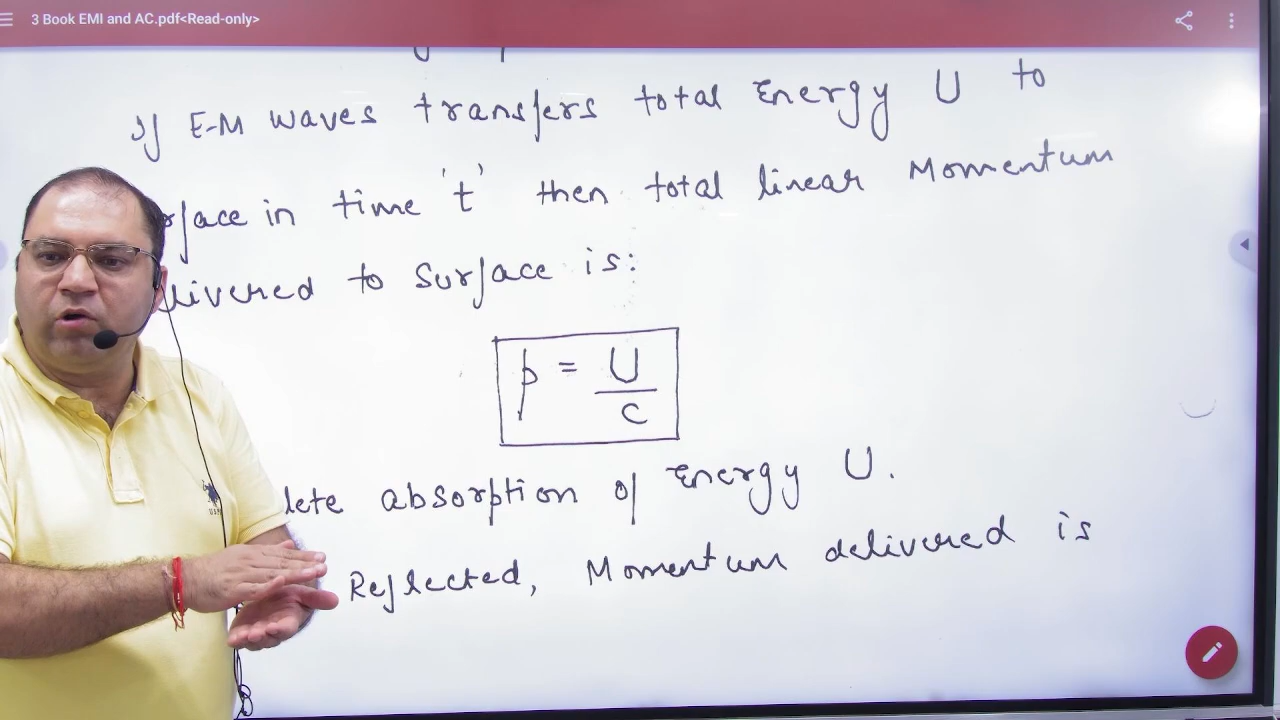 3 Book EMI and AC.pdf<Read-only>
If E-M waves transfers total Energy U to
rface in time 't' then total linear Momentum
livered to Surface is:
p = U/c
lete absorption of Energy U.
Reflected, Momentum delivered is